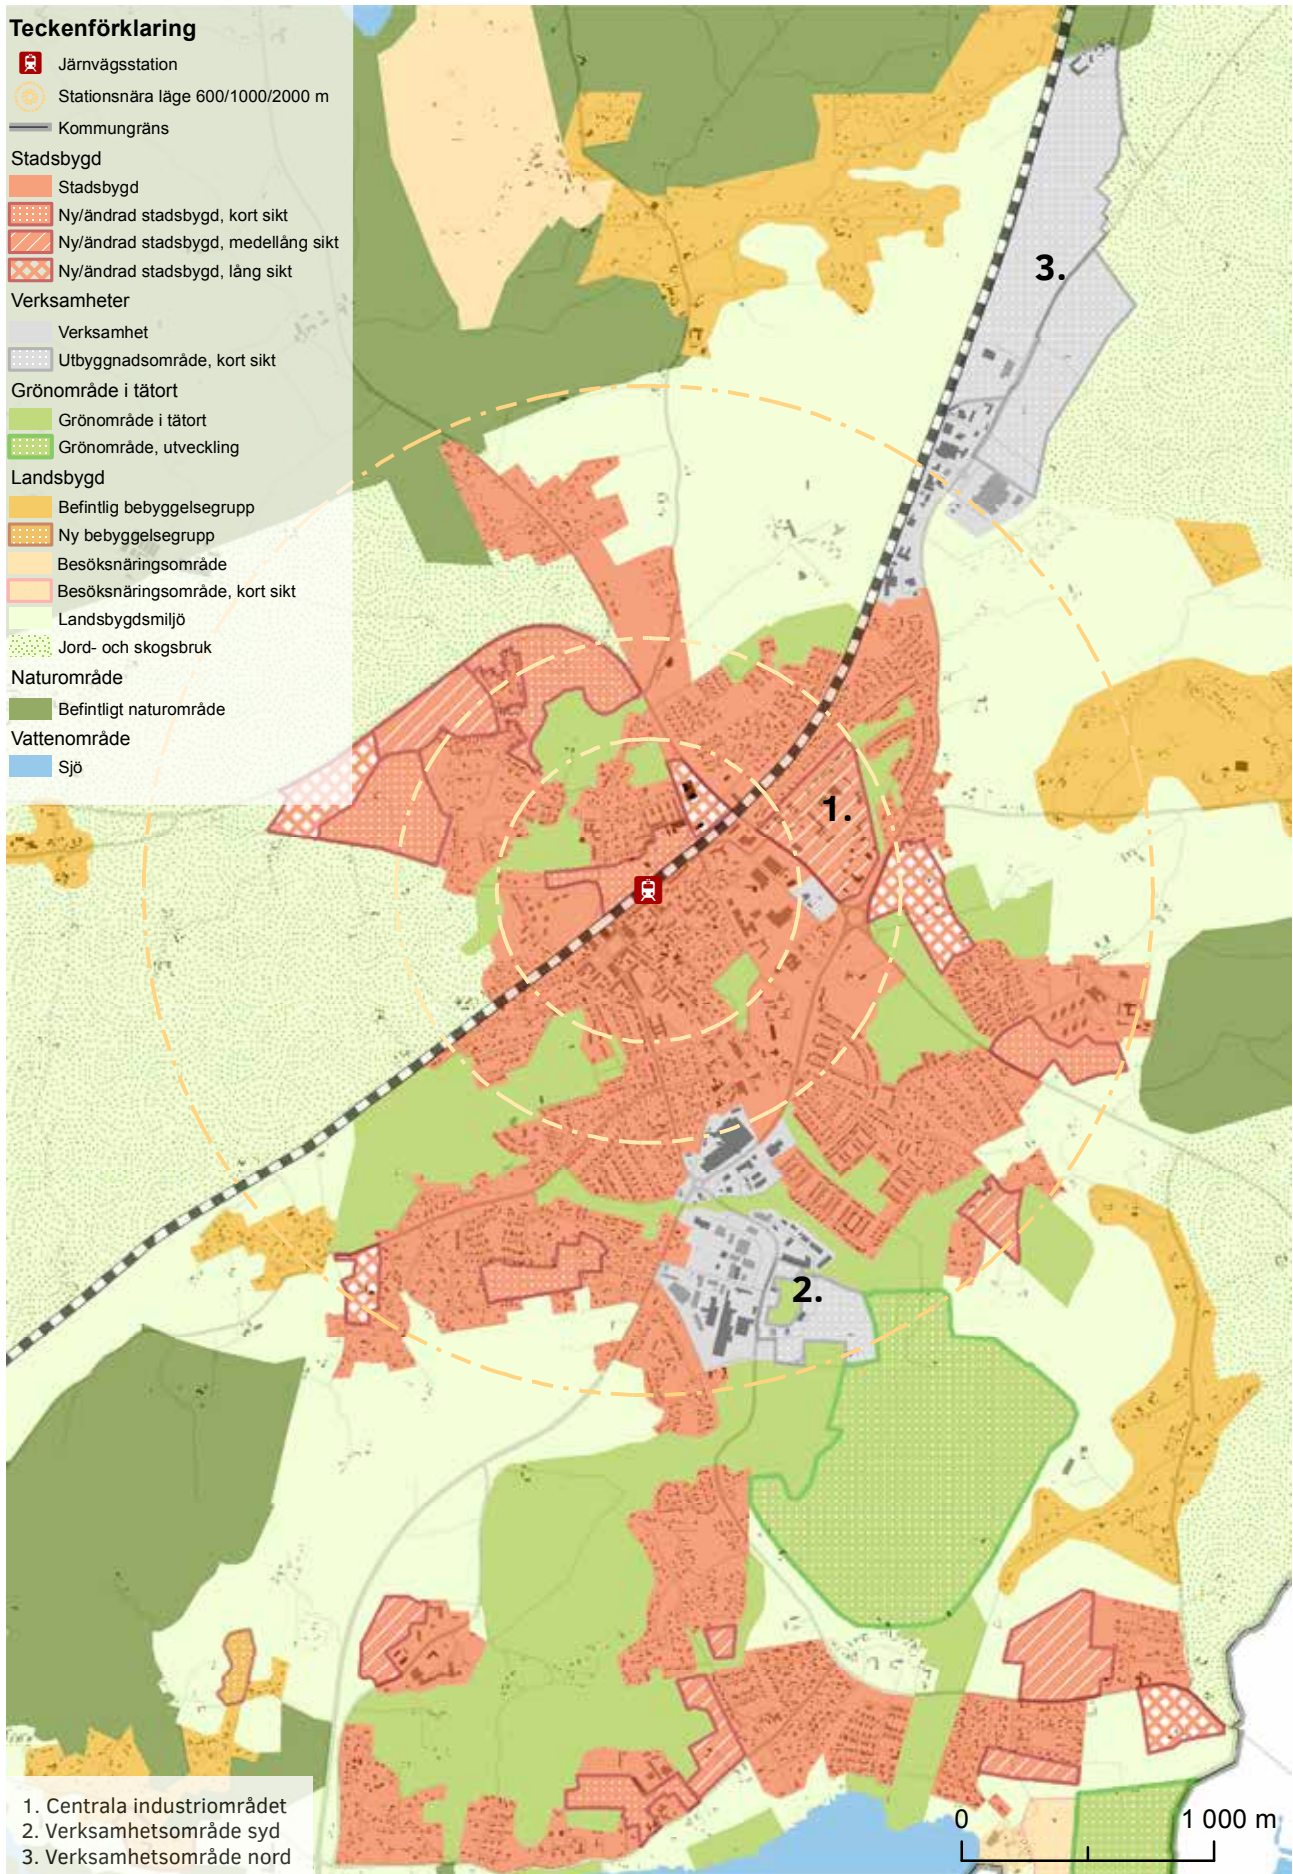 Teckenförklaring
Järnvägsstation
Stationsnära läge 600/1000/2000 m
Kommungräns
Stadsbygd
Stadsbygd
Ny/ändrad stadsbygd, kort sikt
Ny/ändrad stadsbygd, medellång sikt
Ny/ändrad stadsbygd, lång sikt
Verksamheter
Verksamhet
Utbyggnadsområde, kort sikt
Grönområde i tätort
Grönområde i tätort
Grönområde, utveckling
Landsbygd
Befintlig bebyggelsegrupp
Ny bebyggelsegrupp
Besöksnäringsområde
Besöksnäringsområde, kort sikt
Landsbygdsmiljö
Jord- och skogsbruk
Naturområde
Befintligt naturområde
Vattenområde
Sjö
3.
1.
2.
1. Centrala industriområdet
2. Verksamhetsområde syd
3. Verksamhetsområde nord
0 1 000 m